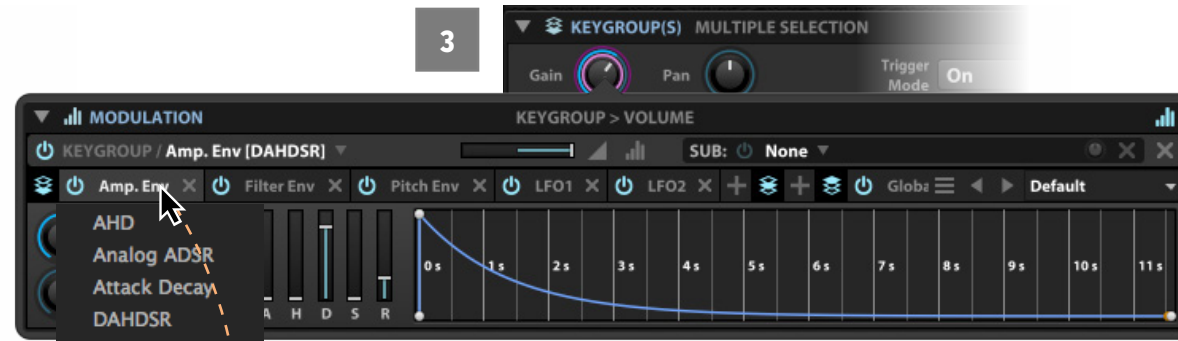 3
KEYGROUP(S) MULTIPLE SELECTION
Gain Pan Trigger Mode On
MODULATION KEYGROUP > VOLUME
KEYGROUP / Amp. Env [DAHDSR] SUB: None
Amp. Env Filter Env Pitch Env LFO1 LFO2 Globa Default
AHD
Analog ADSR
Attack Decay
DAHDSR
0 s 1 s 2 s 3 s 4 s 5 s 6 s 7 s 8 s 9 s 10 s 11 s
A H D S R